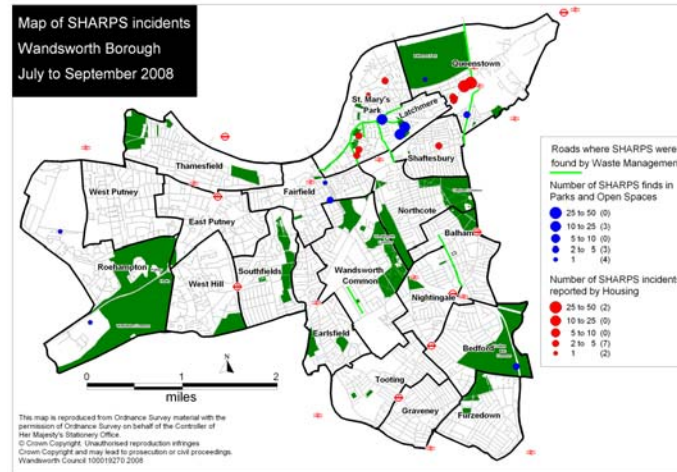 Map of SHARPS incidents
Wandsworth Borough
July to September 2008
Queenstown
St. Mary's
Park
Latchmere
Shaftesbury
Thamesfield
Fairfield
West Putney
East Putney
Northcote
Balham
Roehampton
West Hill
Southfields
Wandsworth
Common
Nightingale
Earlsfield
Bedford
Tooting
Graveney
Furzedown
N
0 1 2
miles
Roads where SHARPS were
found by Waste Management
Number of SHARPS finds in
Parks and Open Spaces
25 to 50 (0)
10 to 25 (3)
5 to 10 (0)
2 to 5 (3)
1 (4)
Number of SHARPS incidents
reported by Housing
25 to 50 (2)
10 to 25 (0)
5 to 10 (0)
2 to 5 (7)
1 (2)
This map is reproduced from Ordnance Survey material with the
permission of Ordnance Survey on behalf of the Controller of
Her Majesty's Stationery Office.
© Crown Copyright. Unauthorised reproduction infringes
Crown Copyright and may lead to prosecution or civil proceedings.
Wandsworth Council 100019270 2008